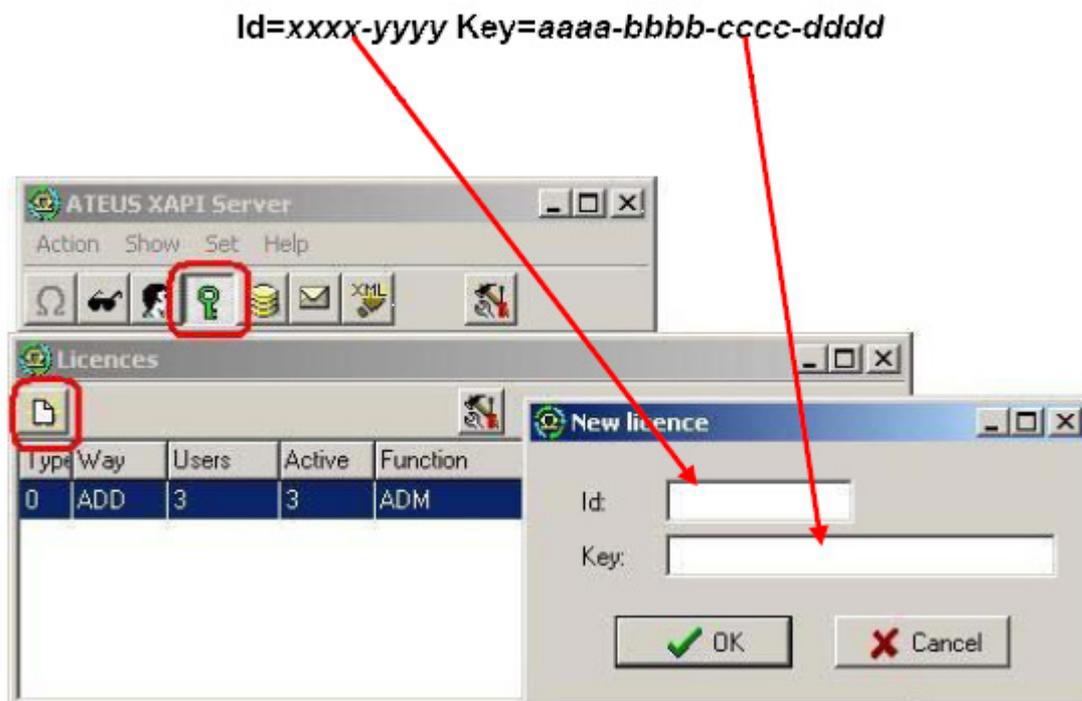 Id=xxxx-yyyy Key=aaaa-bbbb-cccc-dddd
ATEUS XAPI Server
Action Show Set Help
XML
Licences
New licence
Type Way Users Active Function
0 ADD 3 3 ADM
Id:
Key:
OK Cancel